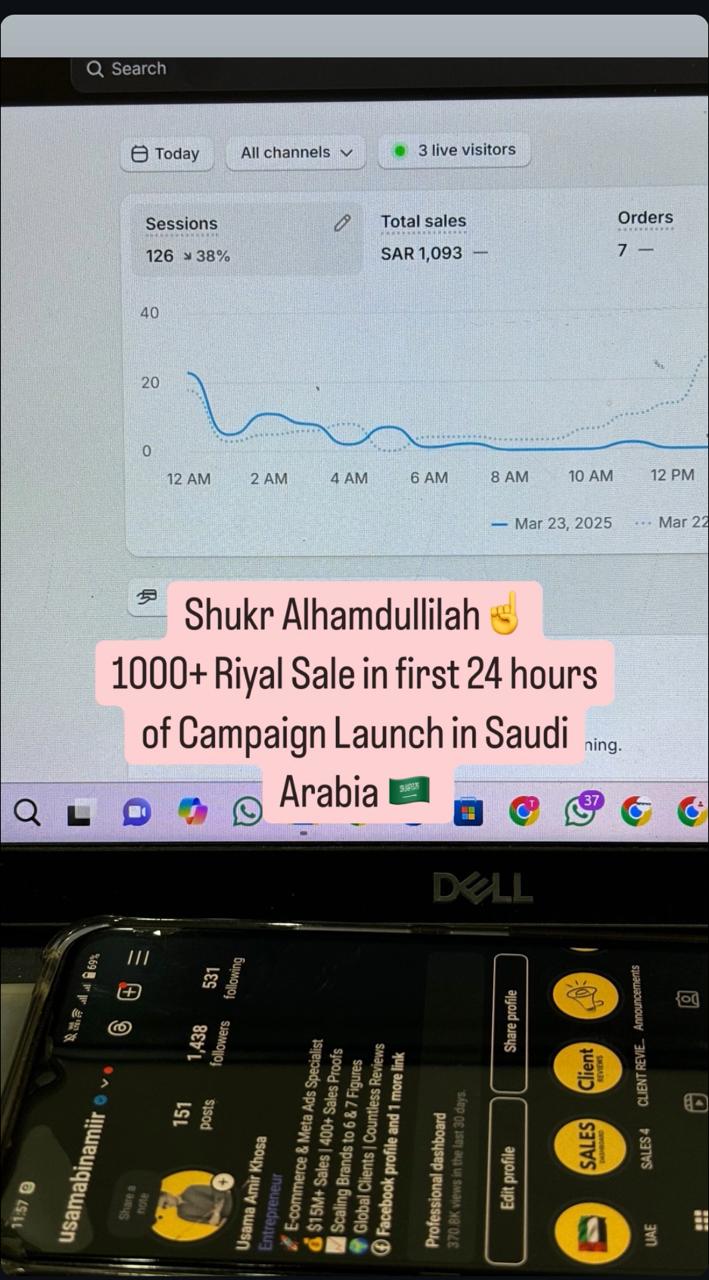 Search
Today
All channels
3 live visitors
Sessions
126 ↘ 38%
Total sales
SAR 1,093 —
Orders
7 —
40
20
0
12 AM 2 AM 4 AM 6 AM 8 AM 10 AM 12 PM
Mar 23, 2025 Mar 22
Shukr Alhamdullilah☝️
1000+ Riyal Sale in first 24 hours
of Campaign Launch in Saudi
Arabia 🇸🇦
ning.
T
37
DELL
11:57
69%
usamabinamiir
Share a
note
151
posts
1,438
followers
531
following
Usama Amir Khosa
Entrepreneur
🚀 E-commerce & Meta Ads Specialist
💰 $15M+ Sales | 400+ Sales Proofs
📈 Scaling Brands to 6 & 7 Figures
🌍 Global Clients | Countless Reviews
Facebook profile and 1 more link
Professional dashboard
370.8K views in the last 30 days.
Edit profile
Share profile
SALES
DASHBOARD
Client
REVIEWS
UAE
SALES 4
CLIENT REVIE...
Announcements